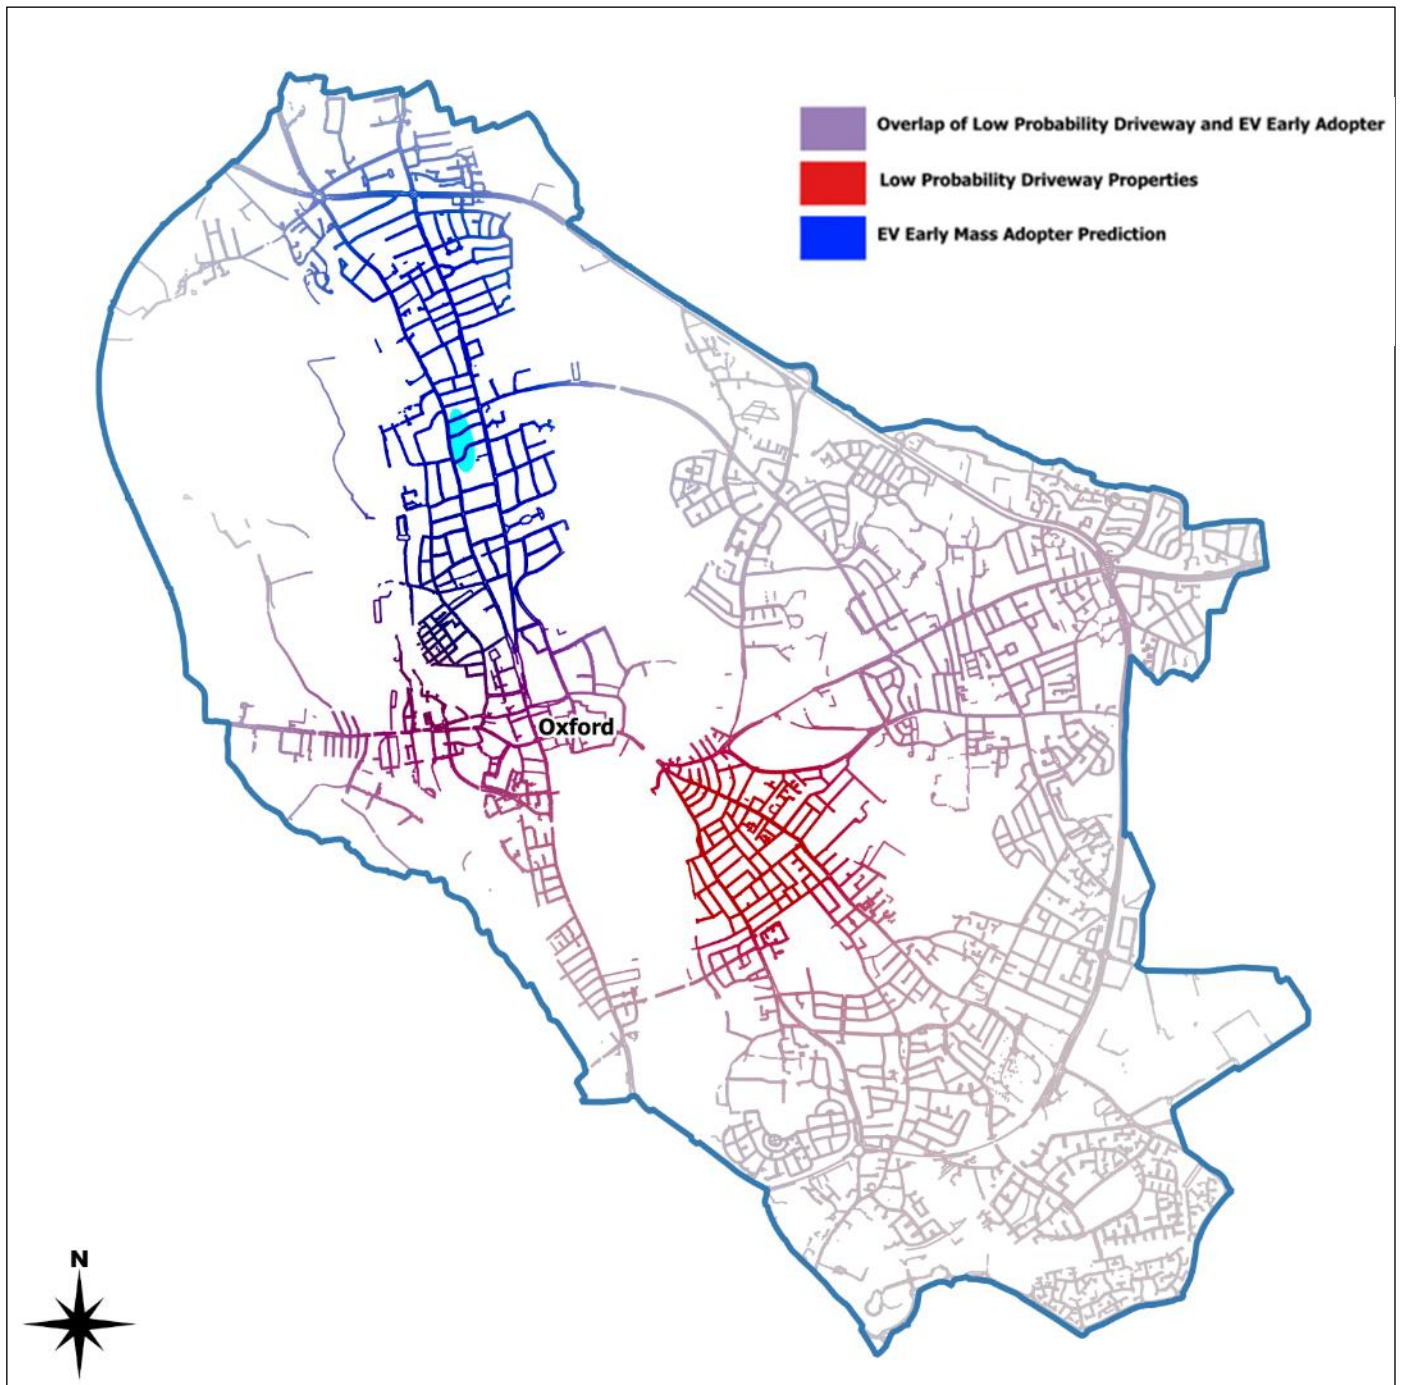 Overlap of Low Probability Driveway and EV Early Adopter
Low Probability Driveway Properties
EV Early Mass Adopter Prediction
Oxford
N